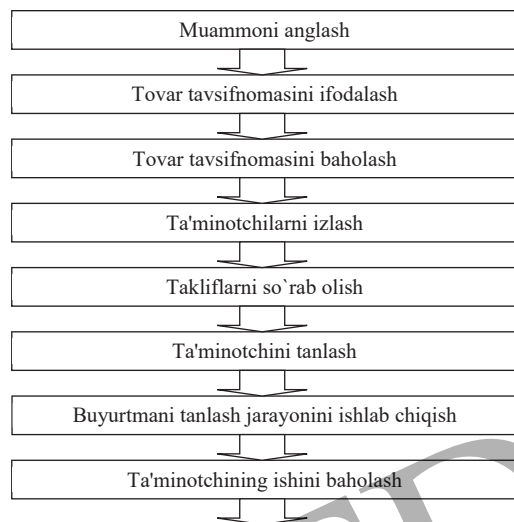 Muammoni anglash
Tovar tavsifnomasini ifodalash
Tovar tavsifnomasini baholash
Ta'minotchilarni izlash
Takliflarni so`rab olish
Ta'minotchini tanlash
Buyurtmani tanlash jarayonini ishlab chiqish
Ta'minotchining ishini baholash